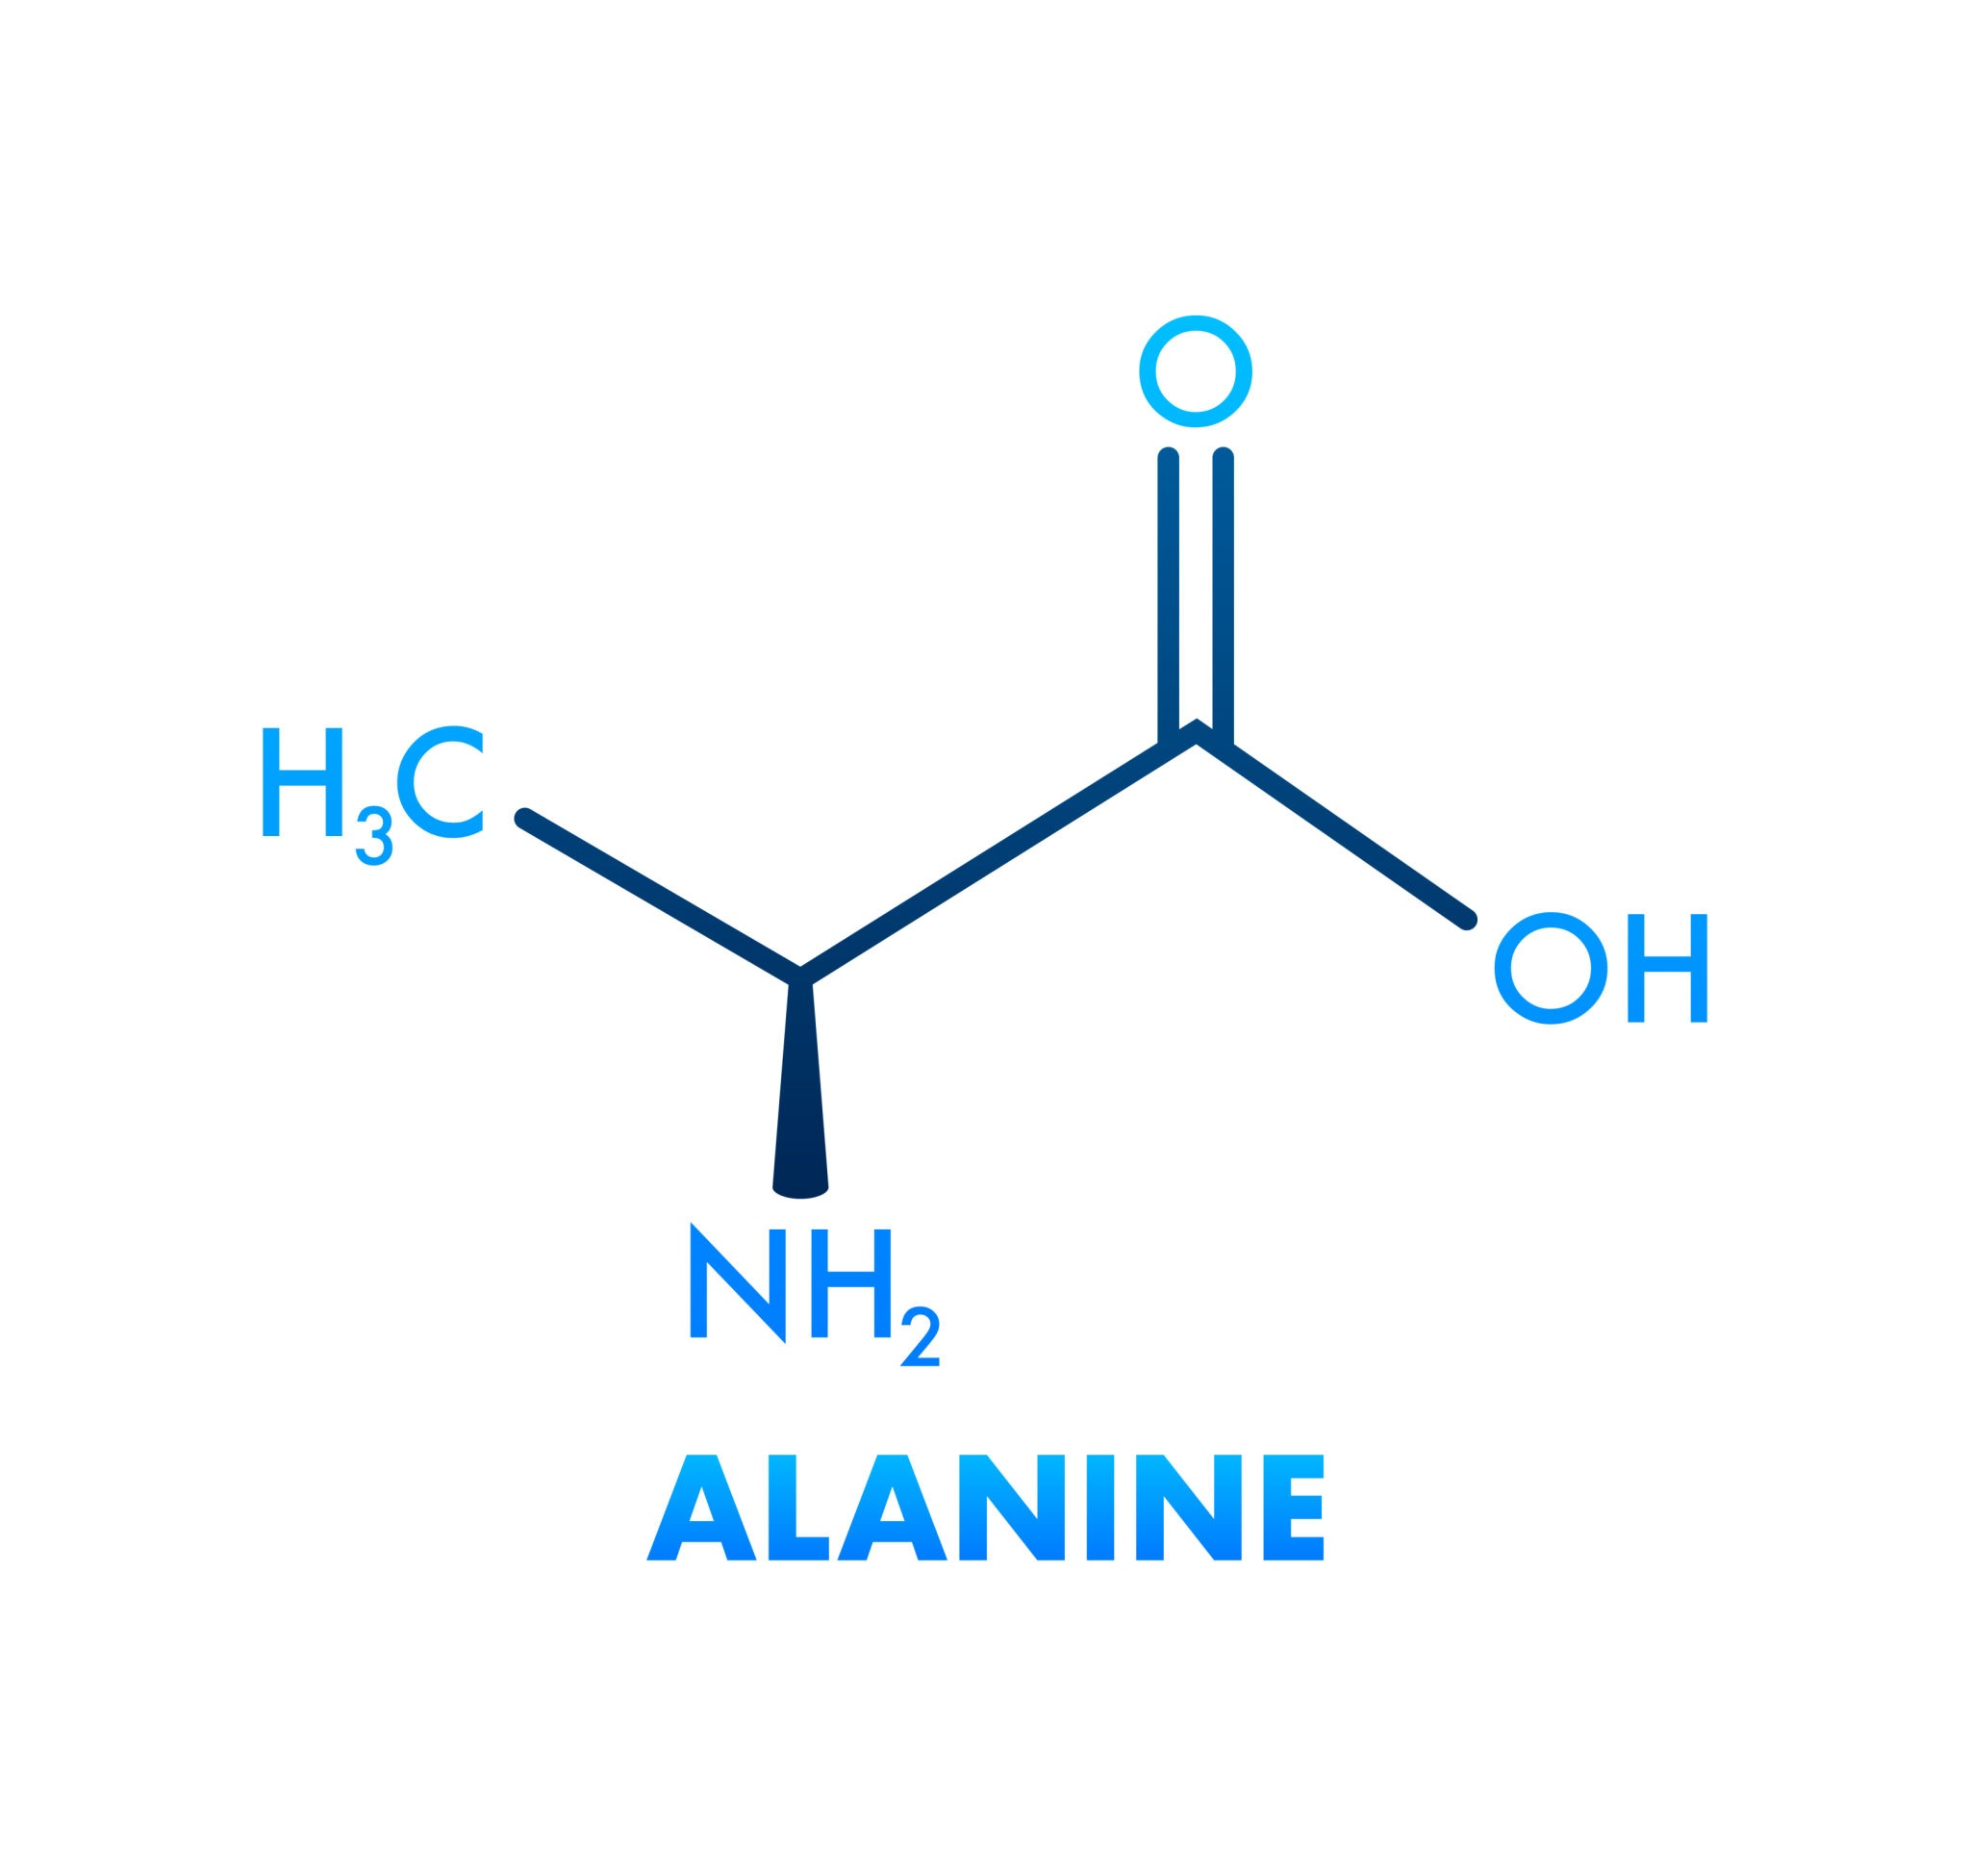 O
H₃C
OH
NH₂
ALANINE